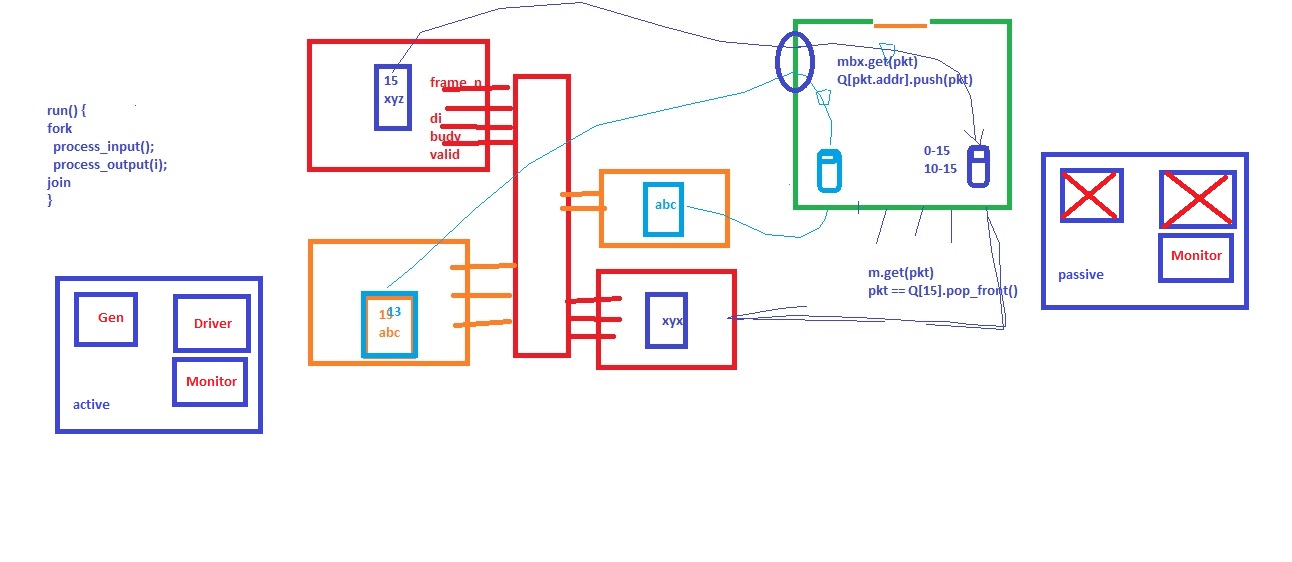 run() {
fork
process_input();
process_output(i);
join
}
Gen
Driver
Monitor
active
15
xyz
frame_n
di
budy
valid
13
abc
abc
xyx
mbx.get(pkt)
Q[pkt.addr].push(pkt)
0-15
10-15
m.get(pkt)
pkt == Q[15].pop_front()
Monitor
passive